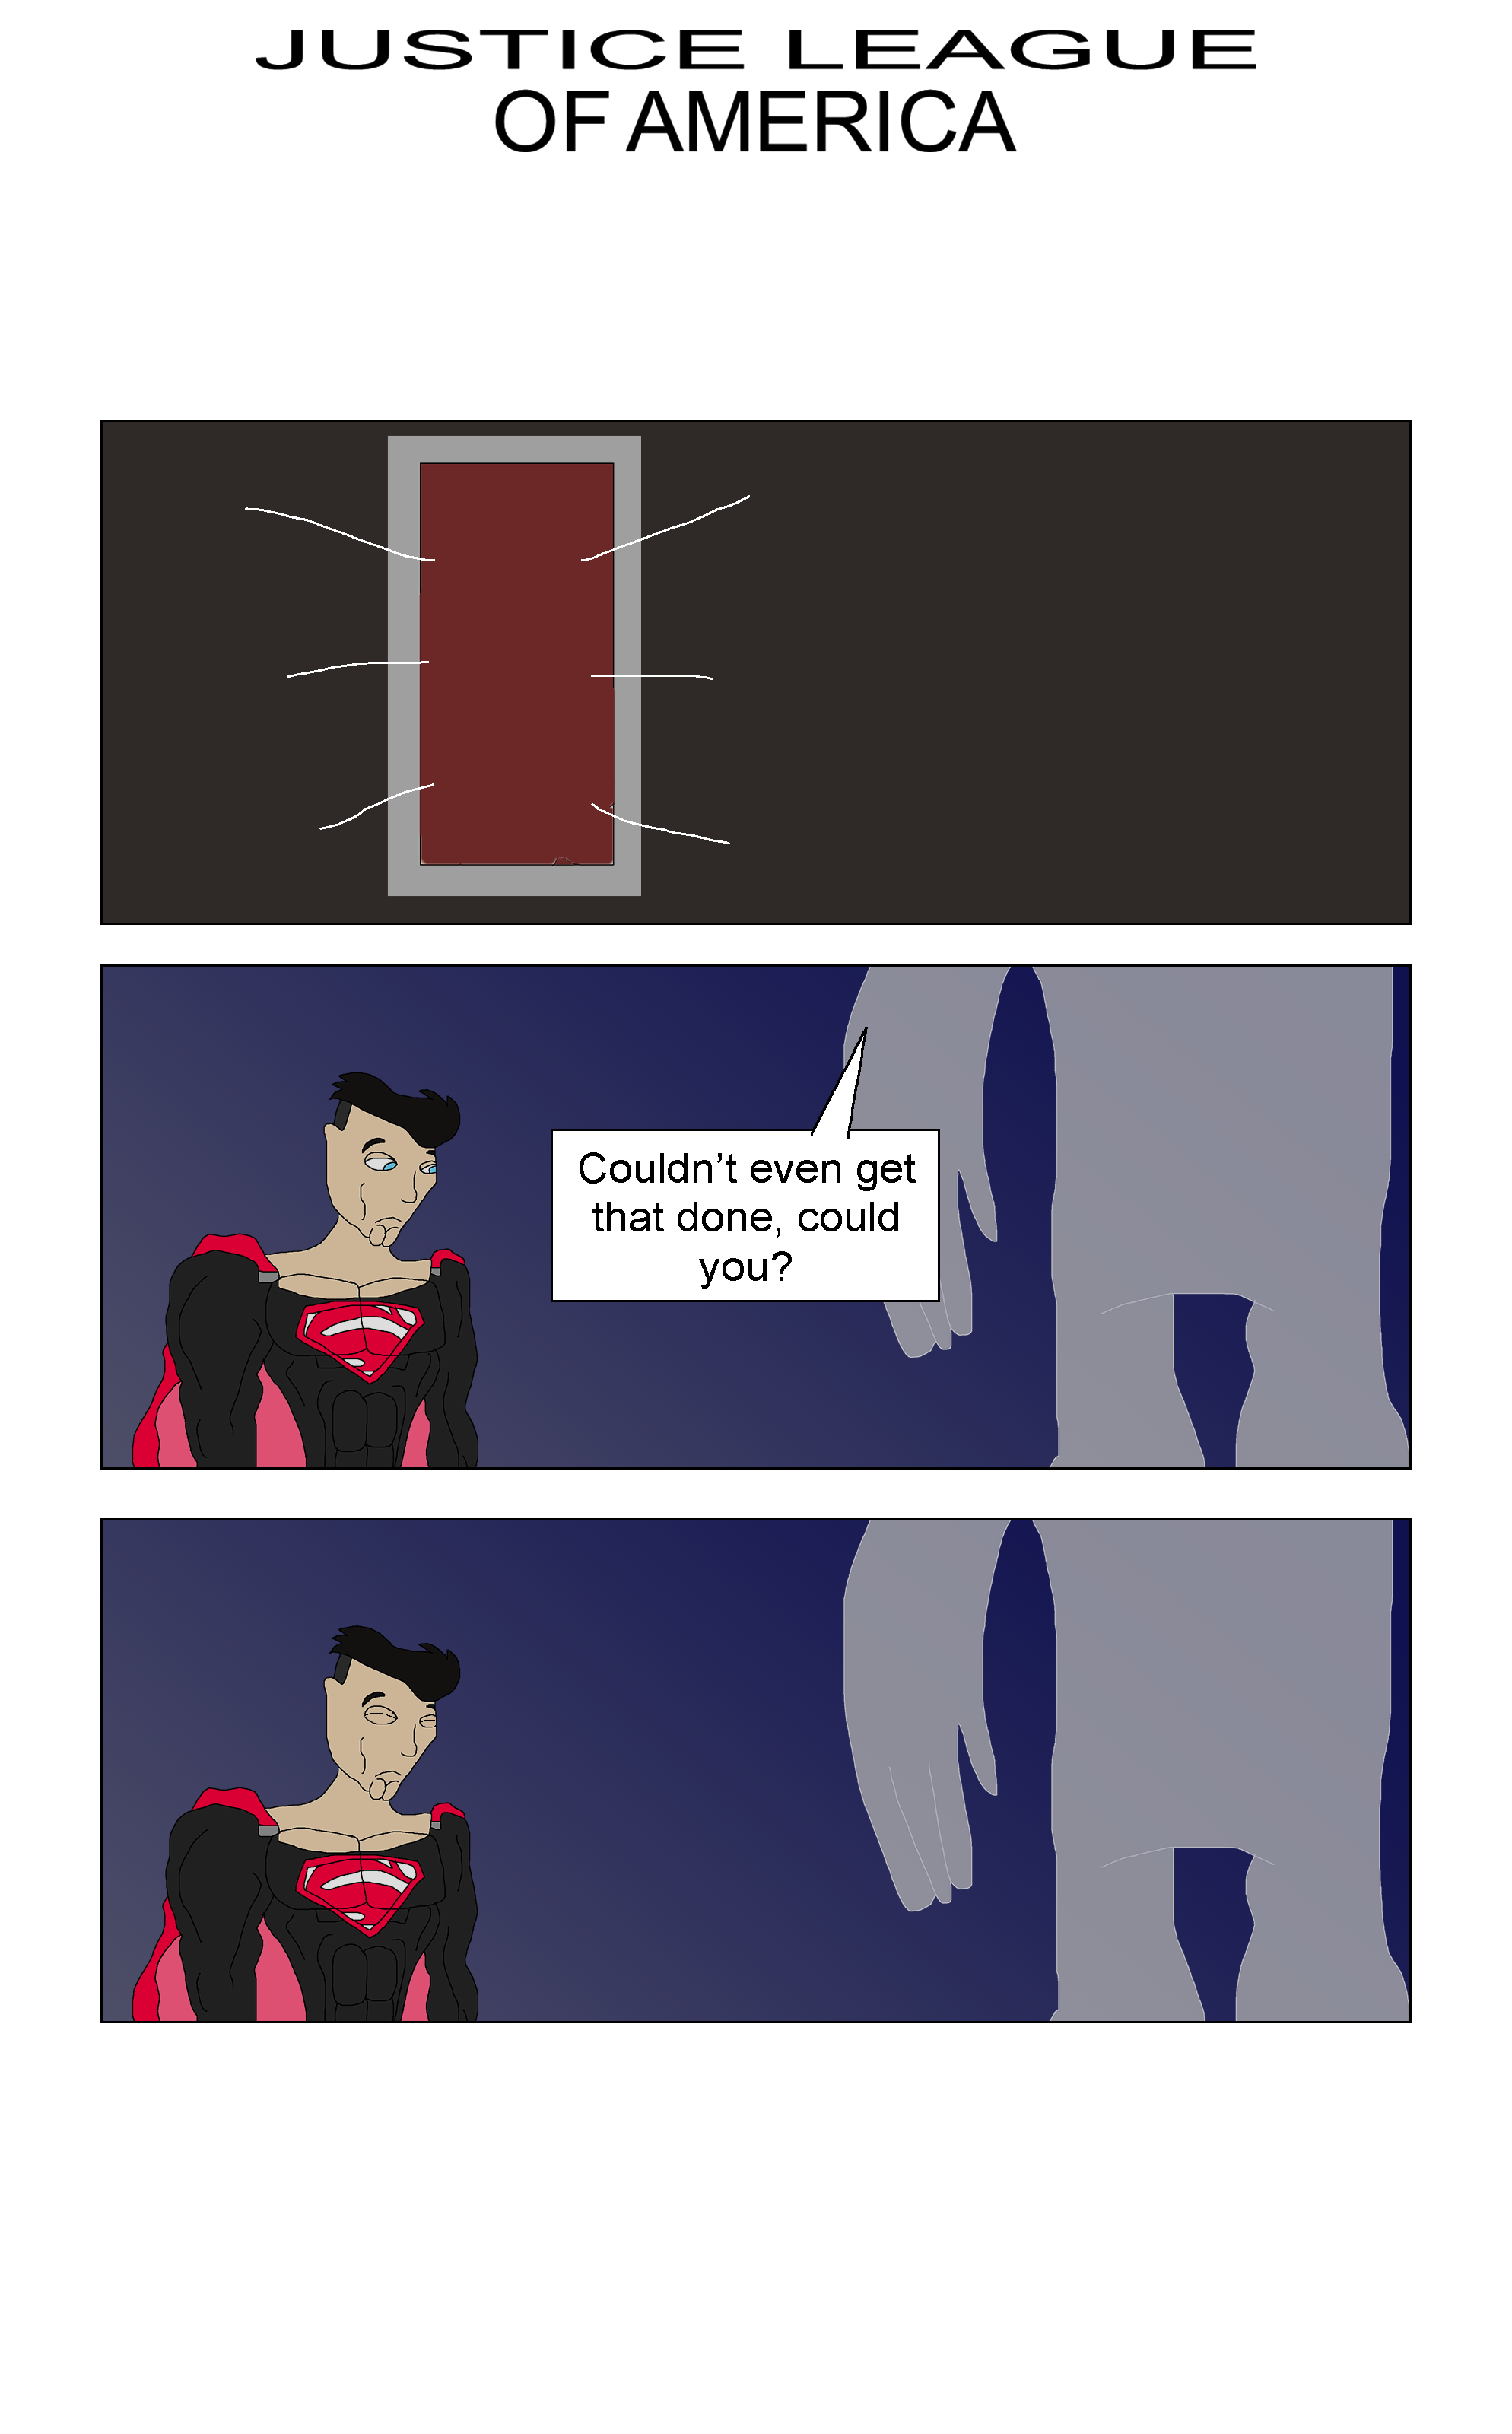 JUSTICE LEAGUE
OF AMERICA
Couldn’t even get
that done, could
you?